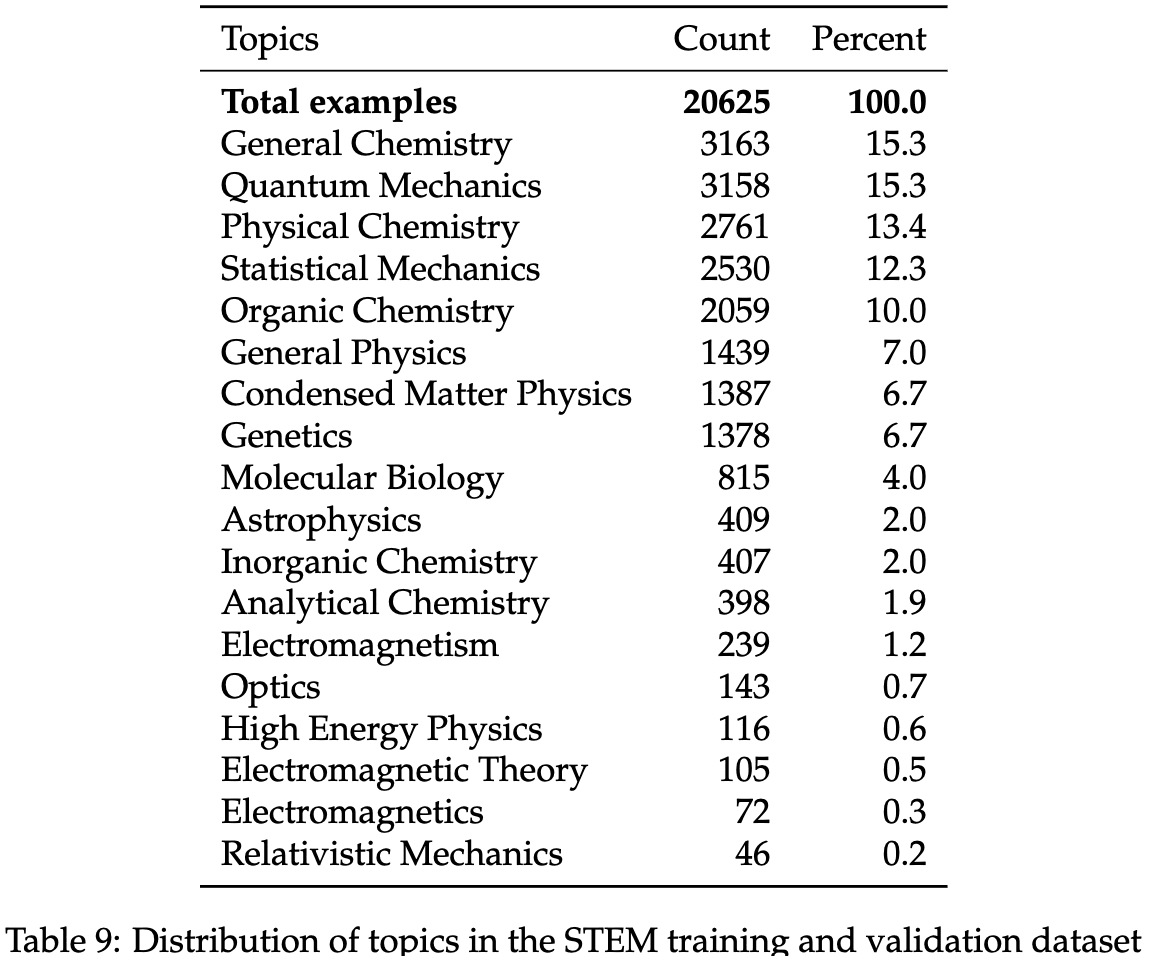 Topics Count Percent
Total examples 20625 100.0
General Chemistry 3163 15.3
Quantum Mechanics 3158 15.3
Physical Chemistry 2761 13.4
Statistical Mechanics 2530 12.3
Organic Chemistry 2059 10.0
General Physics 1439 7.0
Condensed Matter Physics 1387 6.7
Genetics 1378 6.7
Molecular Biology 815 4.0
Astrophysics 409 2.0
Inorganic Chemistry 407 2.0
Analytical Chemistry 398 1.9
Electromagnetism 239 1.2
Optics 143 0.7
High Energy Physics 116 0.6
Electromagnetic Theory 105 0.5
Electromagnetics 72 0.3
Relativistic Mechanics 46 0.2
Table 9: Distribution of topics in the STEM training and validation dataset